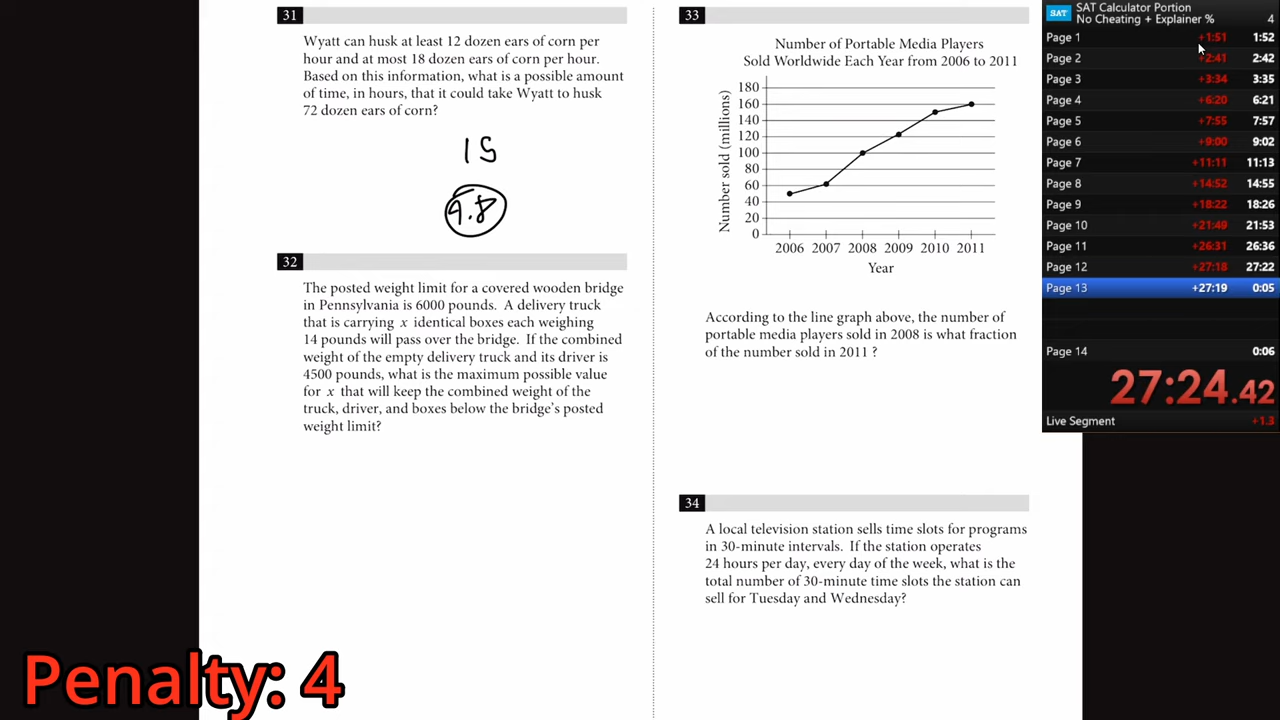 31
Wyatt can husk at least 12 dozen ears of corn per
hour and at most 18 dozen ears of corn per hour.
Based on this information, what is a possible amount
of time, in hours, that it could take Wyatt to husk
72 dozen ears of corn?
15
9.8
32
The posted weight limit for a covered wooden bridge
in Pennsylvania is 6000 pounds. A delivery truck
that is carrying x identical boxes each weighing
14 pounds will pass over the bridge. If the combined
weight of the empty delivery truck and its driver is
4500 pounds, what is the maximum possible value
for x that will keep the combined weight of the
truck, driver, and boxes below the bridge's posted
weight limit?
33
Number of Portable Media Players
Sold Worldwide Each Year from 2006 to 2011
Number sold (millions)
180
160
140
120
100
80
60
40
20
0
2006 2007 2008 2009 2010 2011
Year
According to the line graph above, the number of
portable media players sold in 2008 is what fraction
of the number sold in 2011 ?
34
A local television station sells time slots for programs
in 30-minute intervals. If the station operates
24 hours per day, every day of the week, what is the
total number of 30-minute time slots the station can
sell for Tuesday and Wednesday?
SAT
SAT Calculator Portion
No Cheating + Explainer % 4
Page 1 +1:51 1:52
Page 2 +2:41 2:42
Page 3 +3:34 3:35
Page 4 +6:20 6:21
Page 5 +7:55 7:57
Page 6 +9:00 9:02
Page 7 +11:11 11:13
Page 8 +14:52 14:55
Page 9 +18:22 18:26
Page 10 +21:49 21:53
Page 11 +26:31 26:36
Page 12 +27:18 27:22
Page 13 +27:19 0:05
Page 14 0:06
27:24.42
Live Segment +1.3
Penalty: 4